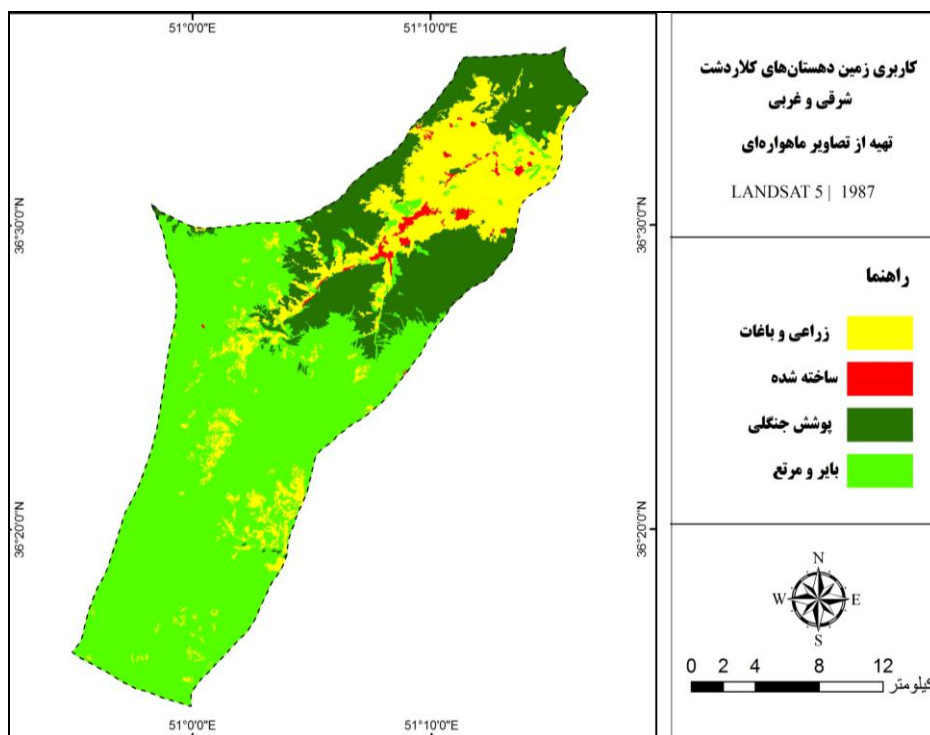 51°0'0"E
51°10'0"E
36°30'0"N
36°30'0"N
36°20'0"N
36°20'0"N
51°0'0"E
51°10'0"E
کاربری زمین دهستان‌های کلاردشت
شرقی و غربی
تهیه از تصاویر ماهواره‌ای
LANDSAT 5 | 1987
راهنما
زراعی و باغات
ساخته شده
پوشش جنگلی
بایر و مرتع
N
W E
S
0 2 4 8 12
کیلومتر